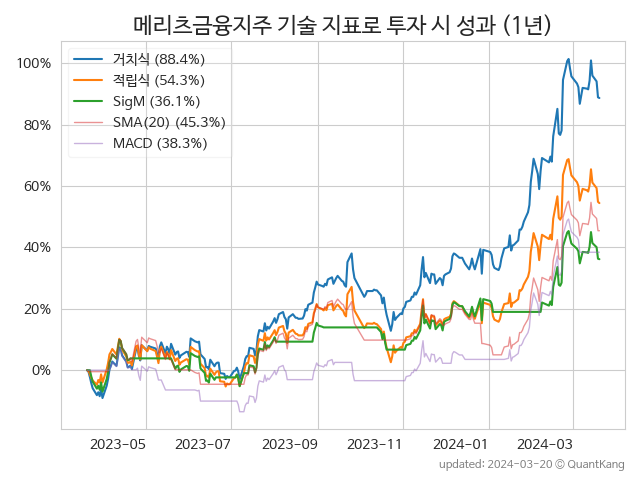 메리츠금융지주 기술 지표로 투자 시 성과 (1년)
거치식 (88.4%)
적립식 (54.3%)
SigM (36.1%)
SMA(20) (45.3%)
MACD (38.3%)
100%
80%
60%
40%
20%
0%
2023-05 2023-07 2023-09 2023-11 2024-01 2024-03
updated: 2024-03-20 © QuantKang